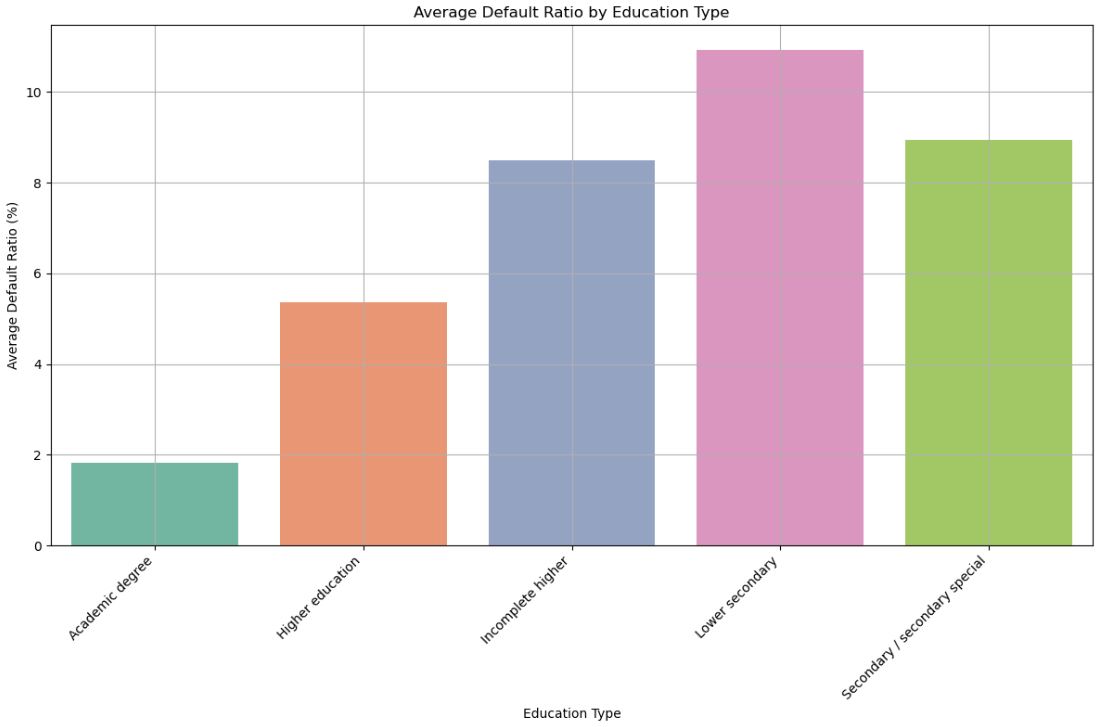 Average Default Ratio by Education Type
Average Default Ratio (%)
10
8
6
4
2
0
Academic degree
Higher education
Incomplete higher
Lower secondary
Secondary / secondary special
Education Type